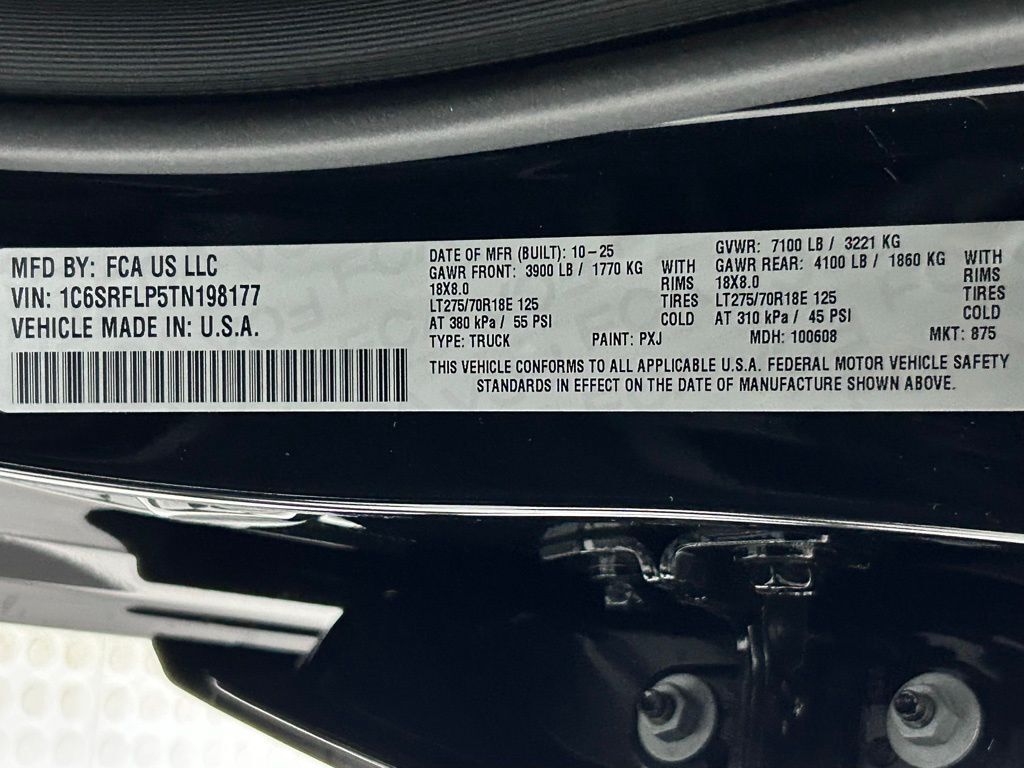 MFD BY: FCA US LLC
VIN: 1C6SRFLP5TN198177
VEHICLE MADE IN: U.S.A.
DATE OF MFR (BUILT): 10-25
GAWR FRONT: 3900 LB / 1770 KG WITH
18X8.0 RIMS
LT275/70R18E 125 TIRES
AT 380 kPa / 55 PSI COLD
GVWR: 7100 LB / 3221 KG
GAWR REAR: 4100 LB / 1860 KG WITH
18X8.0 RIMS
LT275/70R18E 125 TIRES
AT 310 kPa / 45 PSI COLD
TYPE: TRUCK PAINT: PXJ MDH: 100608 MKT: 875
THIS VEHICLE CONFORMS TO ALL APPLICABLE U.S.A. FEDERAL MOTOR VEHICLE SAFETY
STANDARDS IN EFFECT ON THE DATE OF MANUFACTURE SHOWN ABOVE.